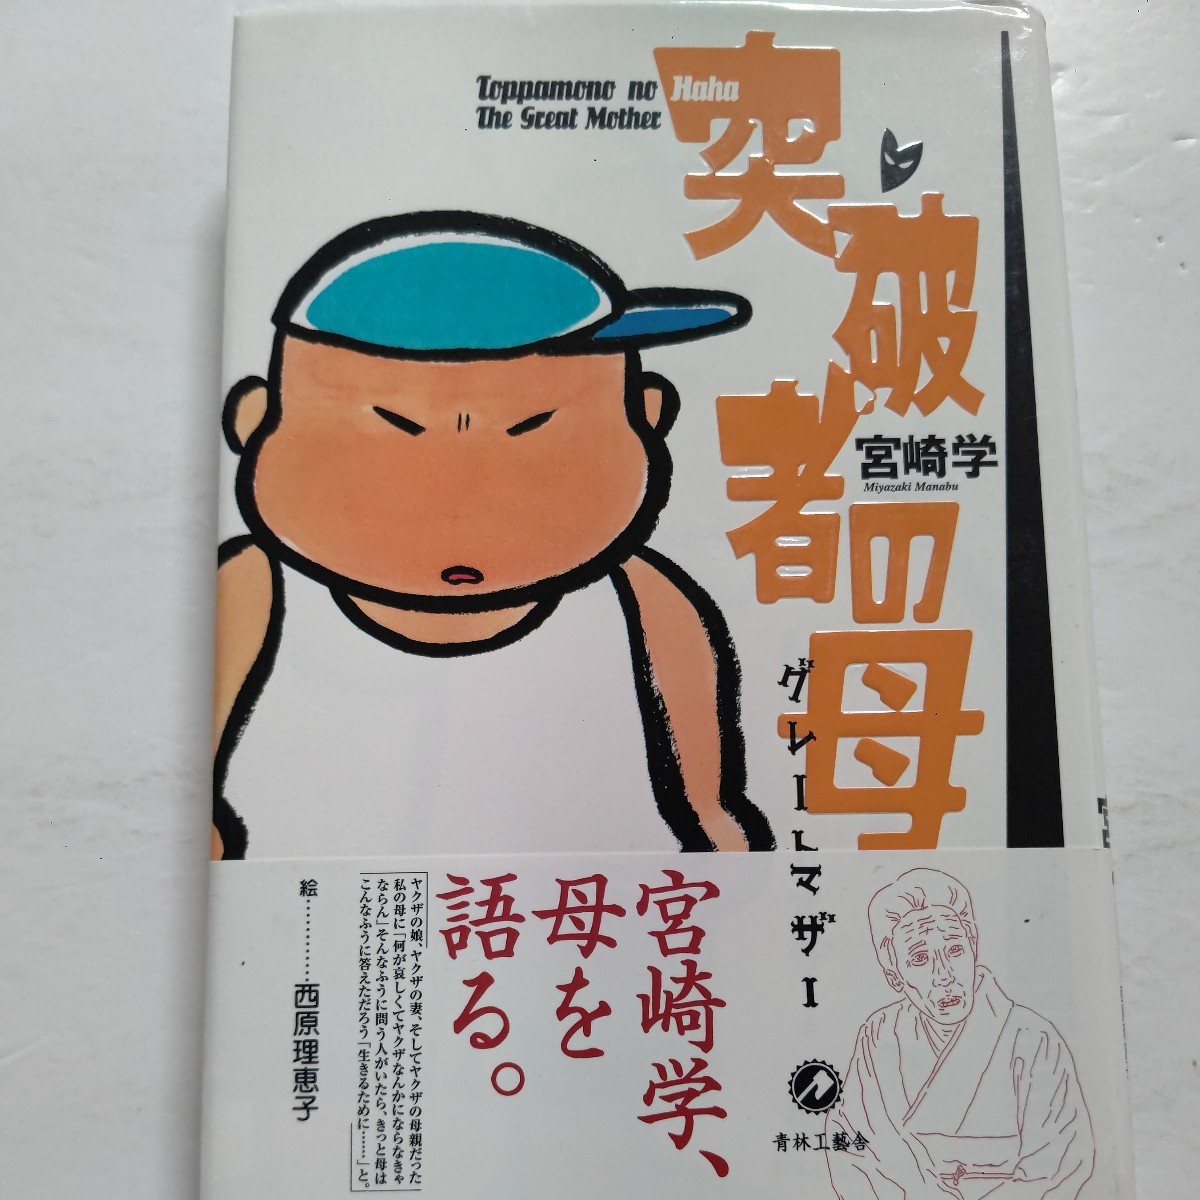 Toppamono no Haha
The Great Mother
突破者の母
宮崎学
Miyazaki Manabu
グレートマザー
宮崎学、
母を
語る。
ヤクザの娘、ヤクザの妻、そしてヤクザの母親だった
私の母に「何が哀しくてヤクザなんかにならなきゃ
ならん」そんなふうに問う人がいたら、きっと母は
こんなふうに答えただろう「生きるために……」と。
絵…………西原理恵子
青林工藝舎